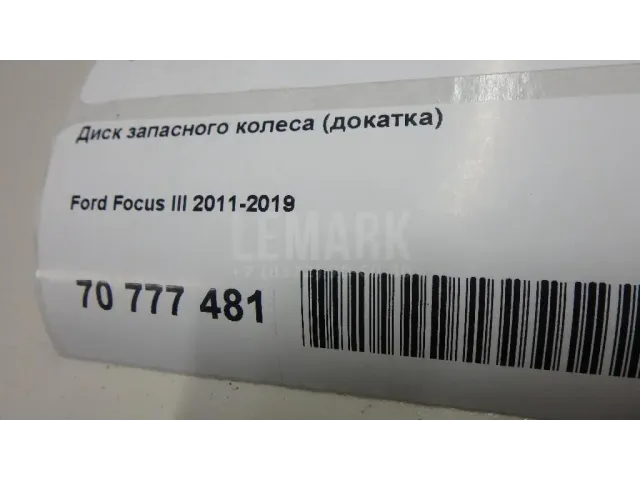 Диск запасного колеса (докатка)
Ford Focus III 2011-2019
LEMARK
70 777 481